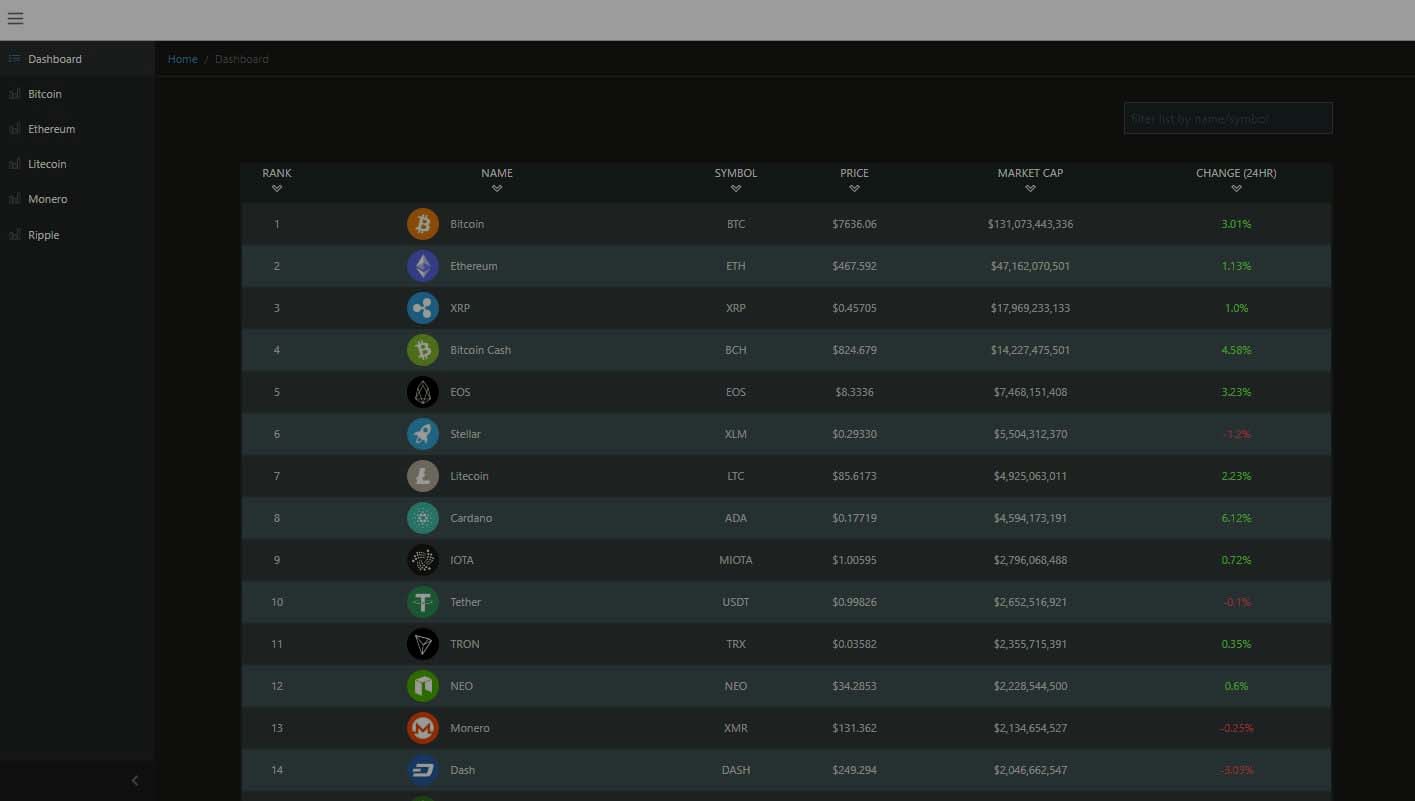 Dashboard
Bitcoin
Ethereum
Litecoin
Monero
Ripple
Home / Dashboard
filter list by name/symbol
RANK NAME SYMBOL PRICE MARKET CAP CHANGE (24HR)
1 Bitcoin BTC $7636.06 $131,073,443,336 3.01%
2 Ethereum ETH $467.592 $47,162,070,501 1.13%
3 XRP XRP $0.45705 $17,969,233,133 1.0%
4 Bitcoin Cash BCH $824.679 $14,227,475,501 4.58%
5 EOS EOS $8.3336 $7,468,151,408 3.23%
6 Stellar XLM $0.29330 $5,504,312,370 -1.2%
7 Litecoin LTC $85.6173 $4,925,063,011 2.23%
8 Cardano ADA $0.17719 $4,594,173,191 6.12%
9 IOTA MIOTA $1.00595 $2,796,068,488 0.72%
10 Tether USDT $0.99826 $2,652,516,921 -0.1%
11 TRON TRX $0.03582 $2,355,715,391 0.35%
12 NEO NEO $34.2853 $2,228,544,500 0.6%
13 Monero XMR $131.362 $2,134,654,527 -0.25%
14 Dash DASH $249.294 $2,046,662,547 -3.09%